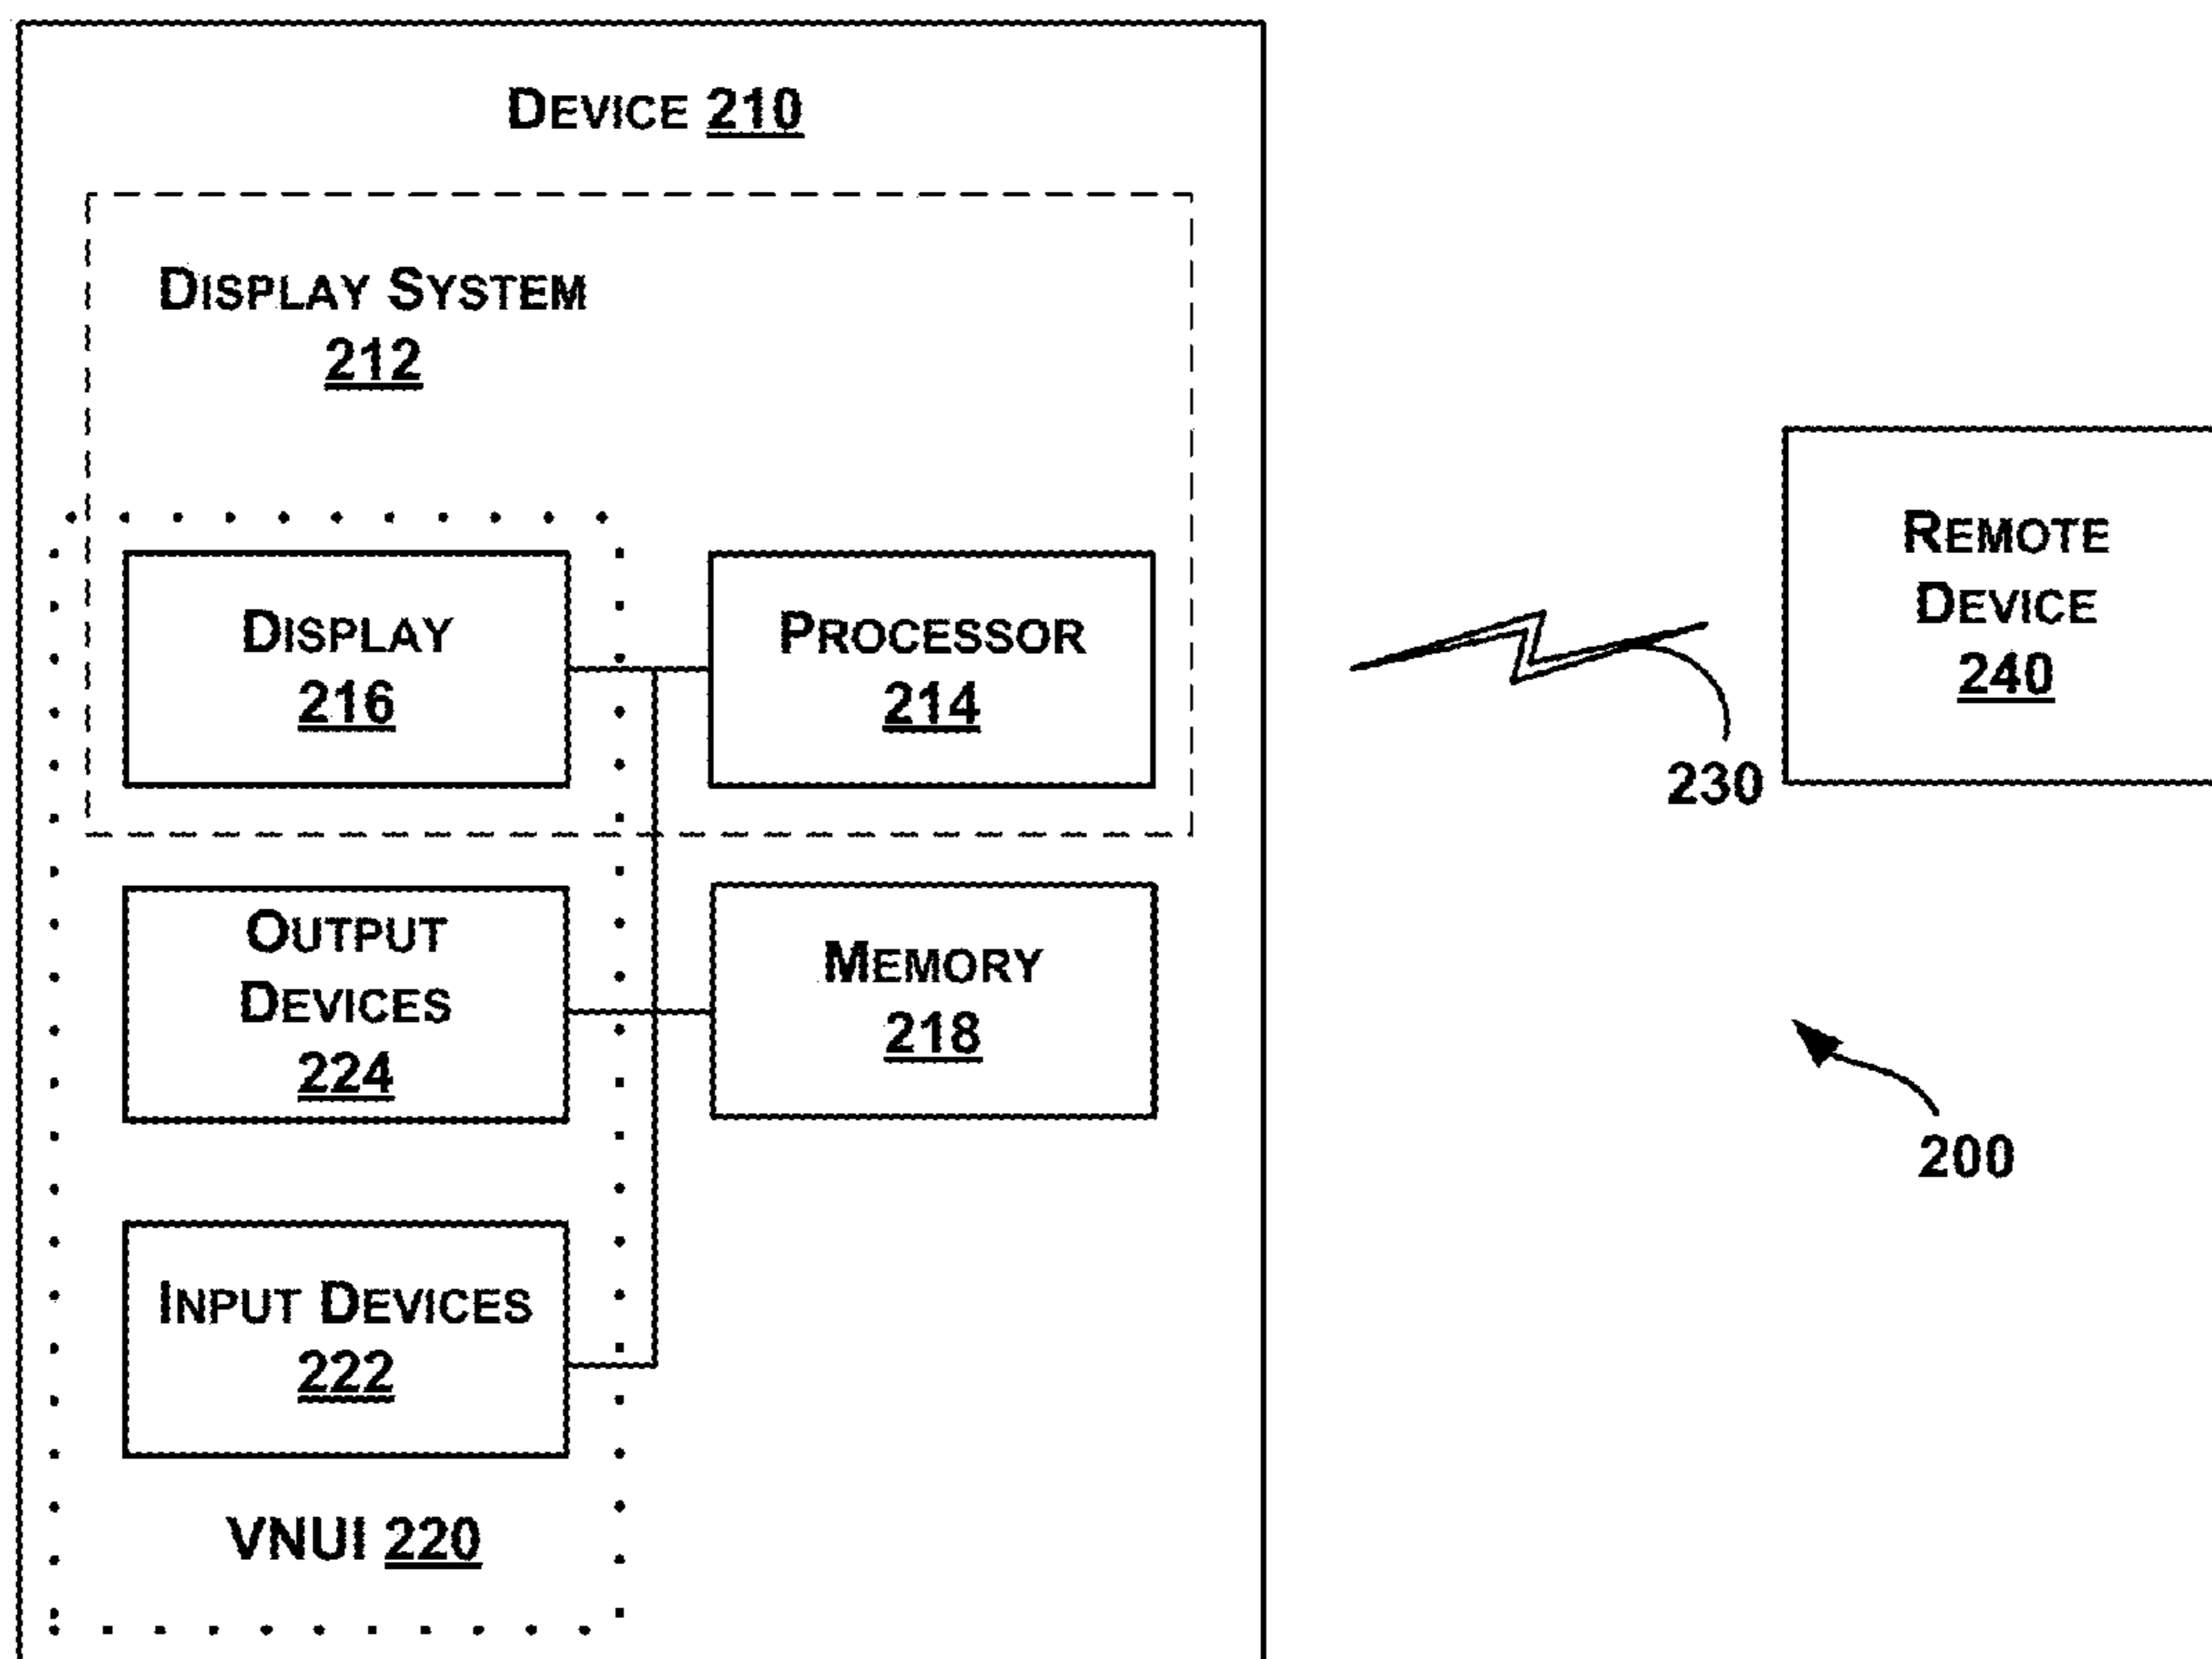 DEVICE 210
DISPLAY SYSTEM
212
DISPLAY
216
PROCESSOR
214
REMOTE
DEVICE
240
230
OUTPUT
DEVICES
224
MEMORY
218
200
INPUT DEVICES
222
VNUI 220